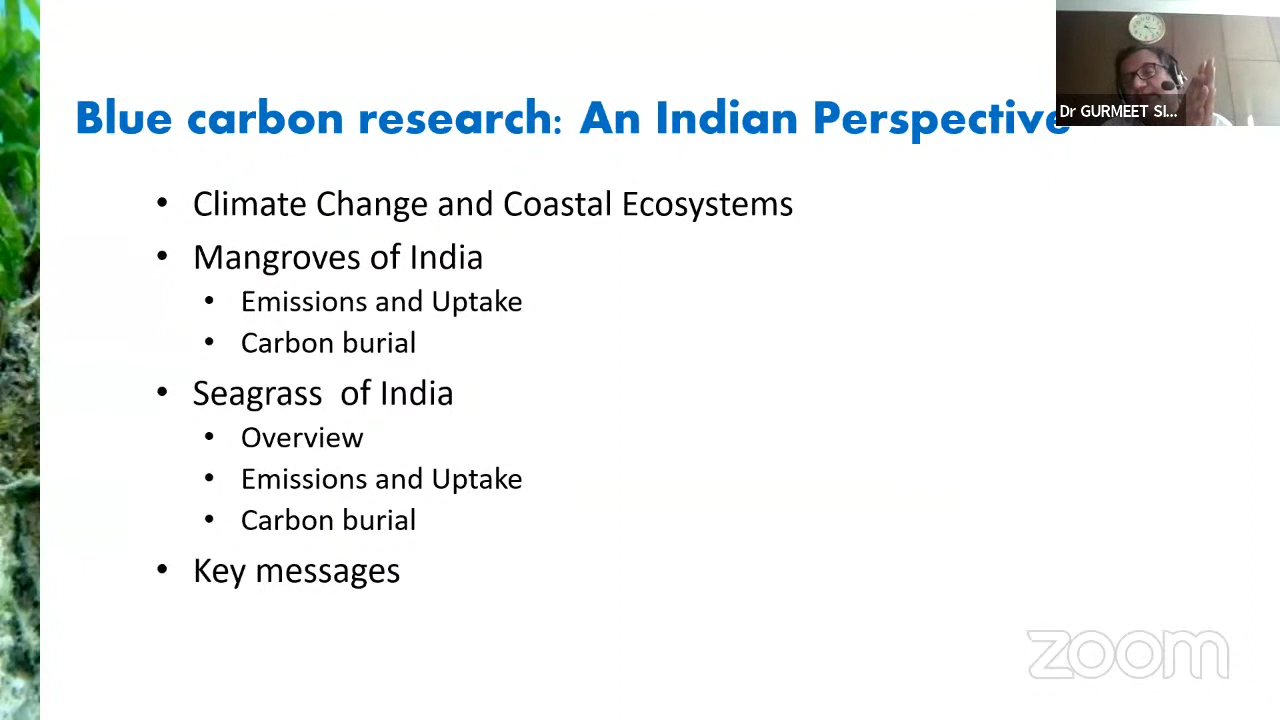 Blue carbon research: An Indian Perspective
Dr GURMEET SI...
• Climate Change and Coastal Ecosystems
• Mangroves of India
• Emissions and Uptake
• Carbon burial
• Seagrass of India
• Overview
• Emissions and Uptake
• Carbon burial
• Key messages
zoom